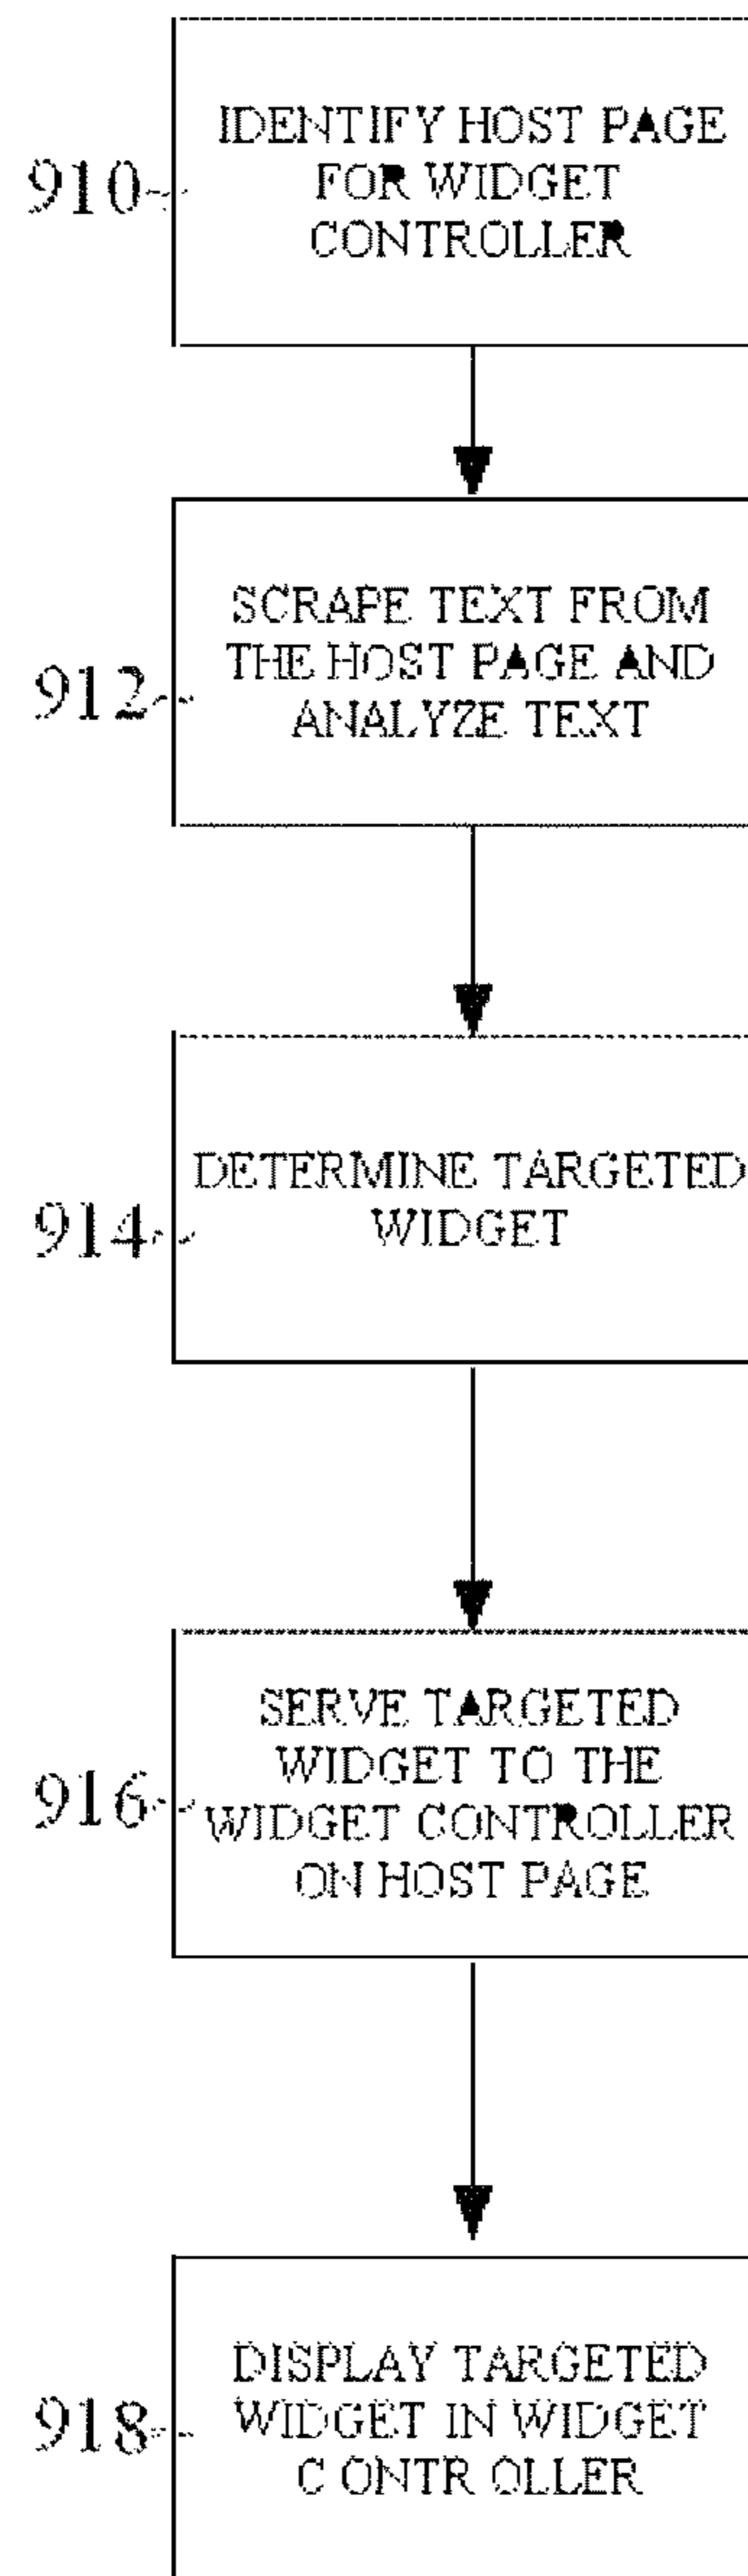 IDENTIFY HOST PAGE
FOR WIDGET
CONTROLLER
910
SCRAPE TEXT FROM
THE HOST PAGE AND
ANALYZE TEXT
912
DETERMINE TARGETED
WIDGET
914
SERVE TARGETED
WIDGET TO THE
WIDGET CONTROLLER
ON HOST PAGE
916
DISPLAY TARGETED
WIDGET IN WIDGET
CONTROLLER
918